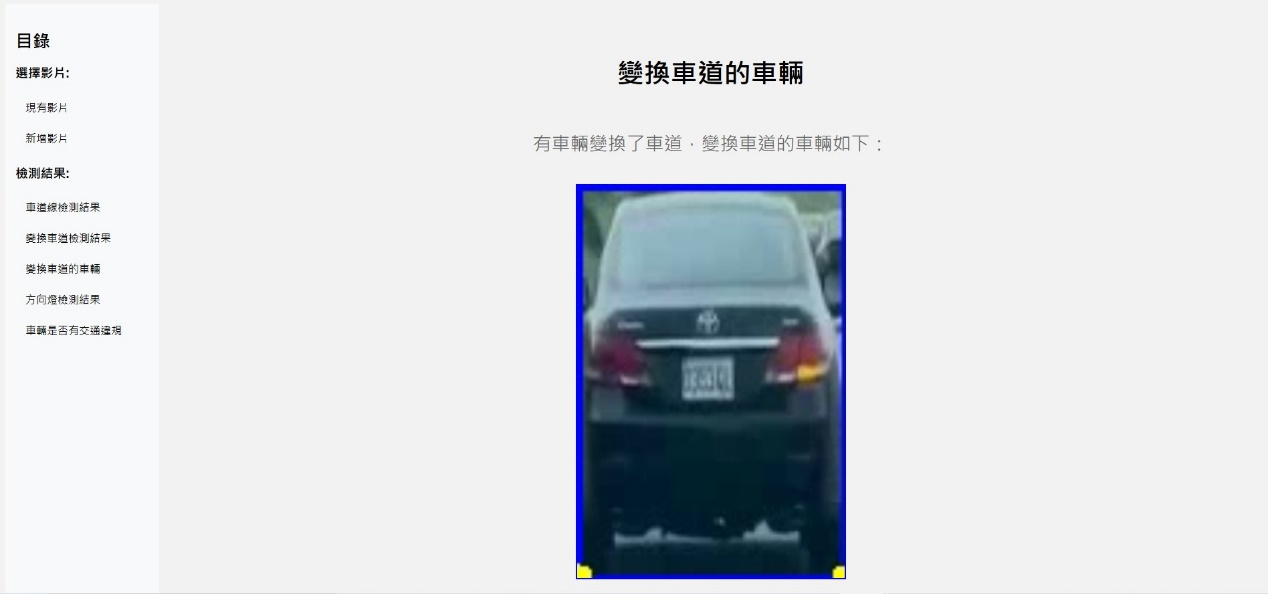 目錄
選擇影片:
現有影片
新增影片
檢測結果:
車道線檢測結果
變換車道檢測結果
變換車道的車輛
方向燈檢測結果
車輛是否有交通違規
變換車道的車輛
有車輛變換了車道，變換車道的車輛如下：